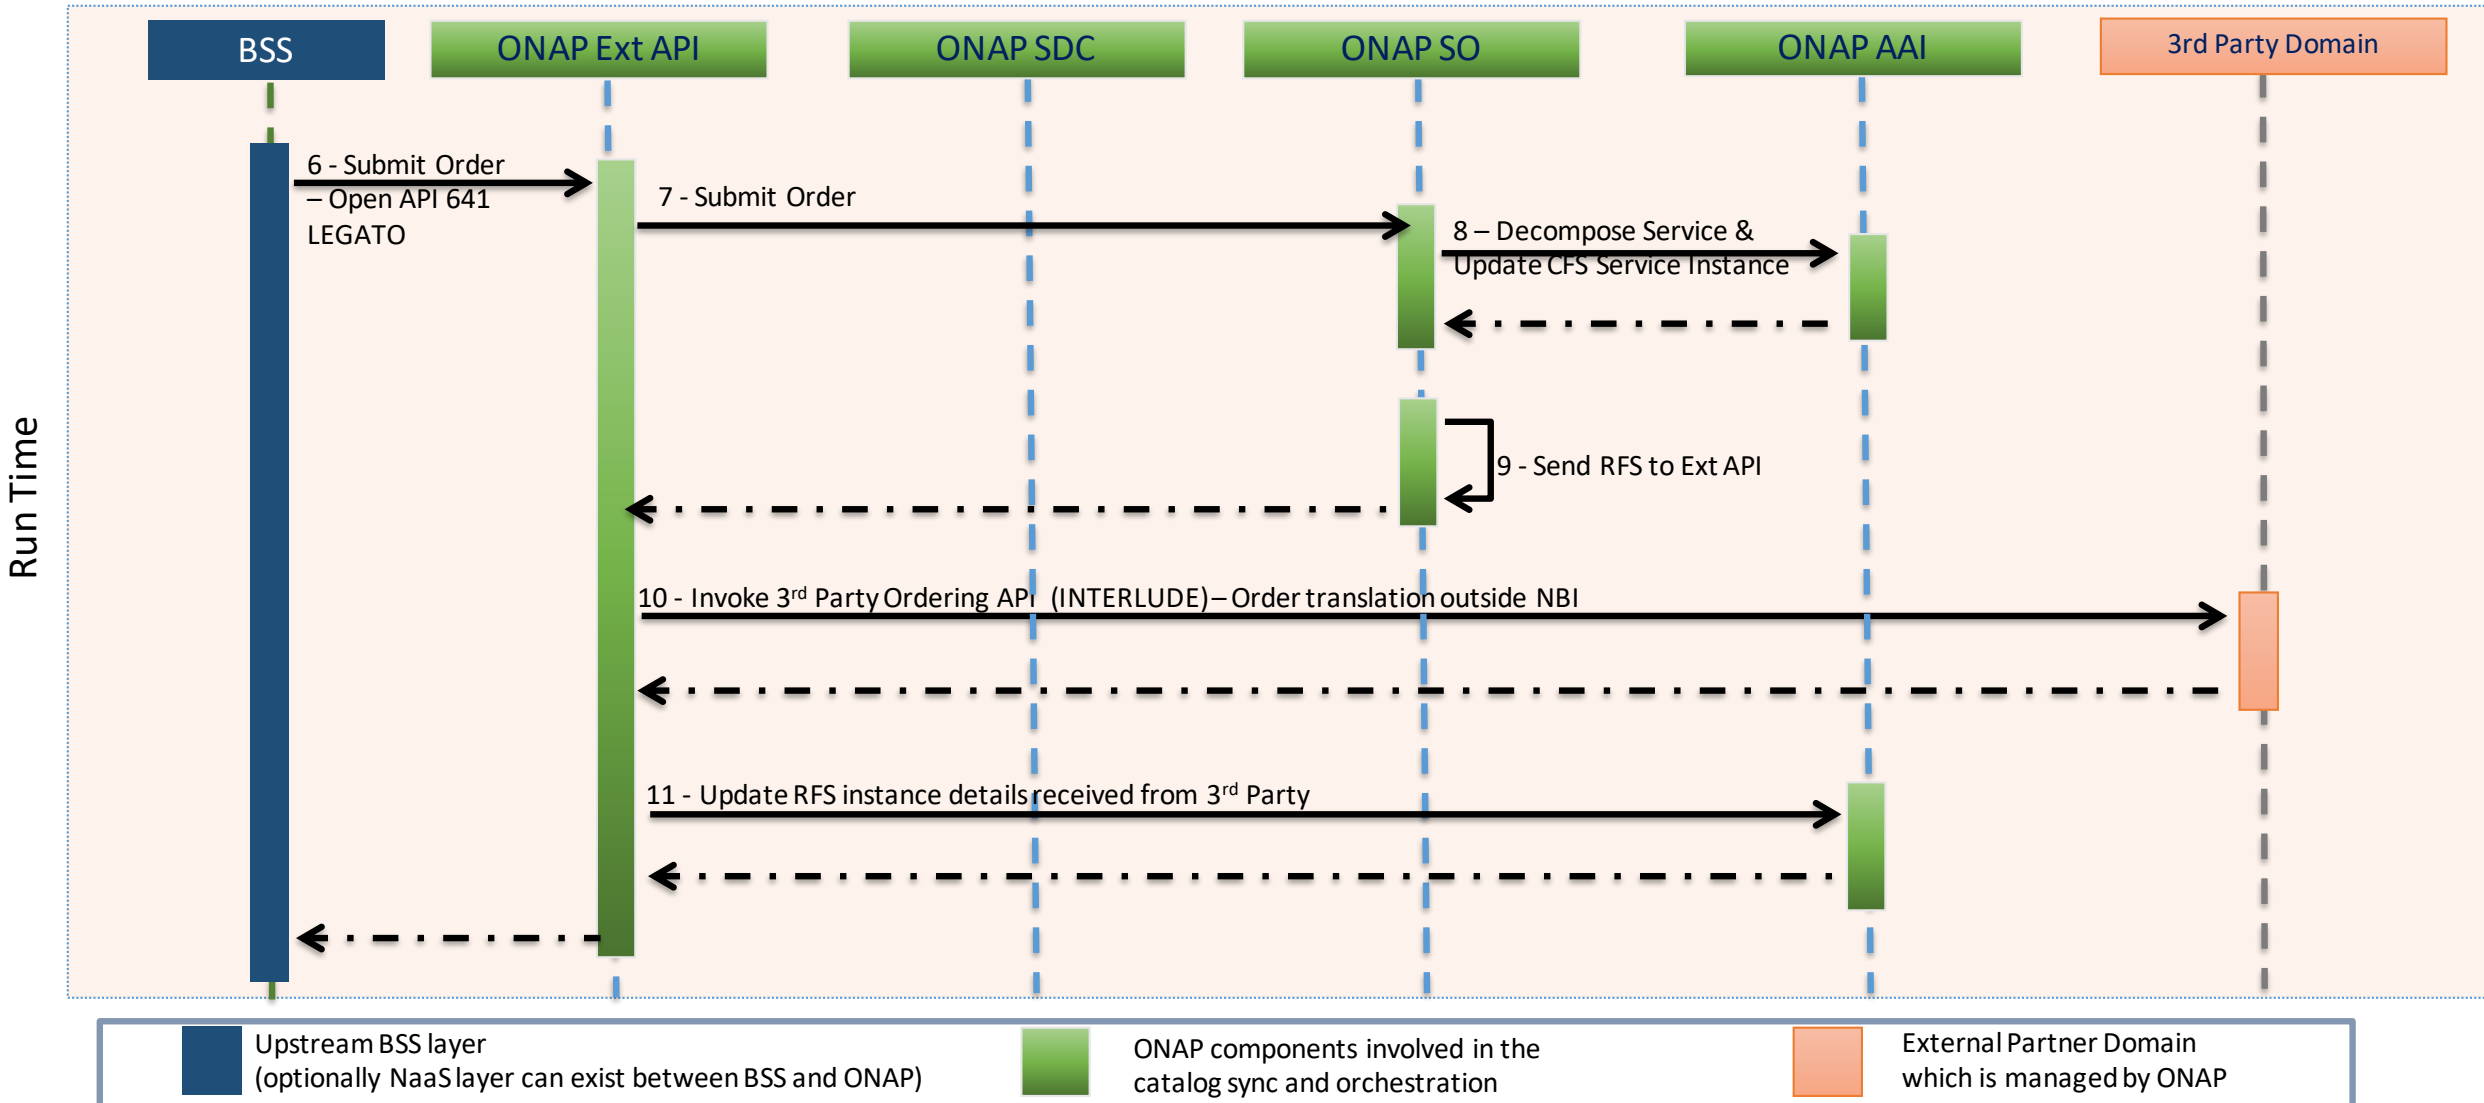 BSS
ONAP Ext API
ONAP SDC
ONAP SO
ONAP AAI
3rd Party Domain
6 - Submit Order
– Open API 641
LEGATO
7 - Submit Order
8 – Decompose Service &
Update CFS Service Instance
9 - Send RFS to Ext API
Run Time
10 - Invoke 3rd Party Ordering API (INTERLUDE) – Order translation outside NBI
11 - Update RFS instance details received from 3rd Party
Upstream BSS layer
(optionally NaaS layer can exist between BSS and ONAP)
ONAP components involved in the
catalog sync and orchestration
External Partner Domain
which is managed by ONAP